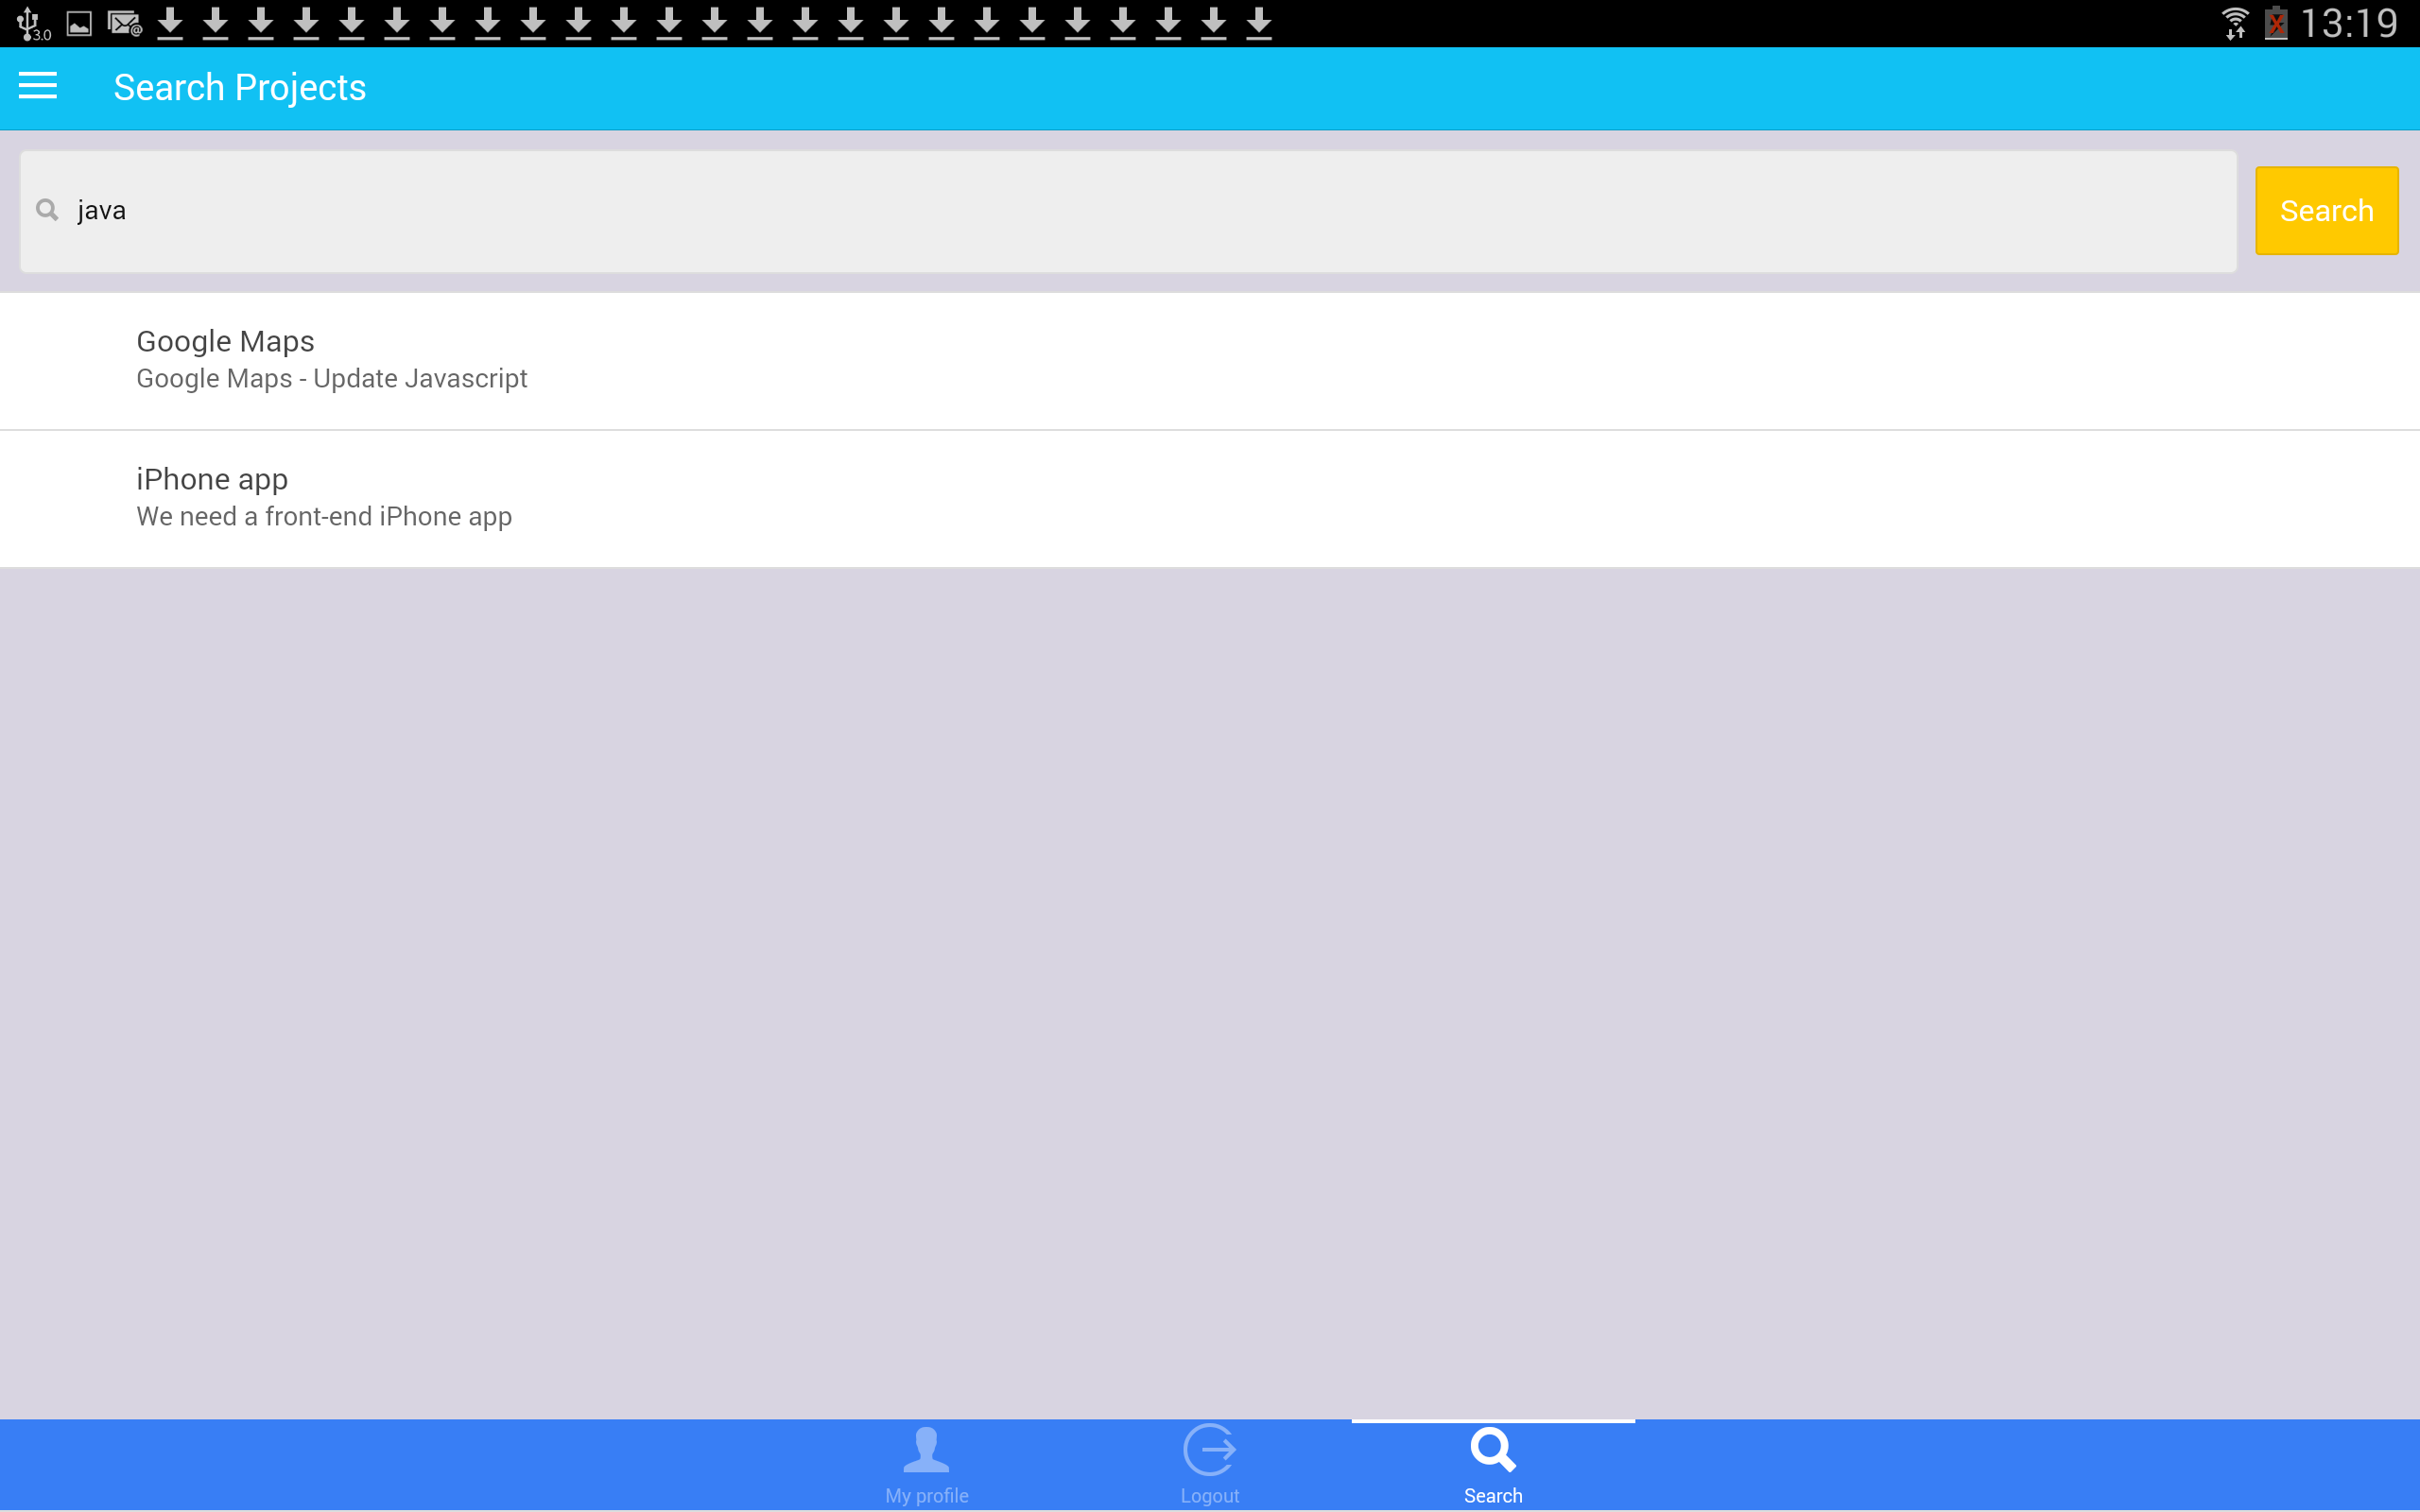 3.0
13:19
Search Projects
java
Search
Google Maps
Google Maps - Update Javascript
iPhone app
We need a front-end iPhone app
My profile
Logout
Search